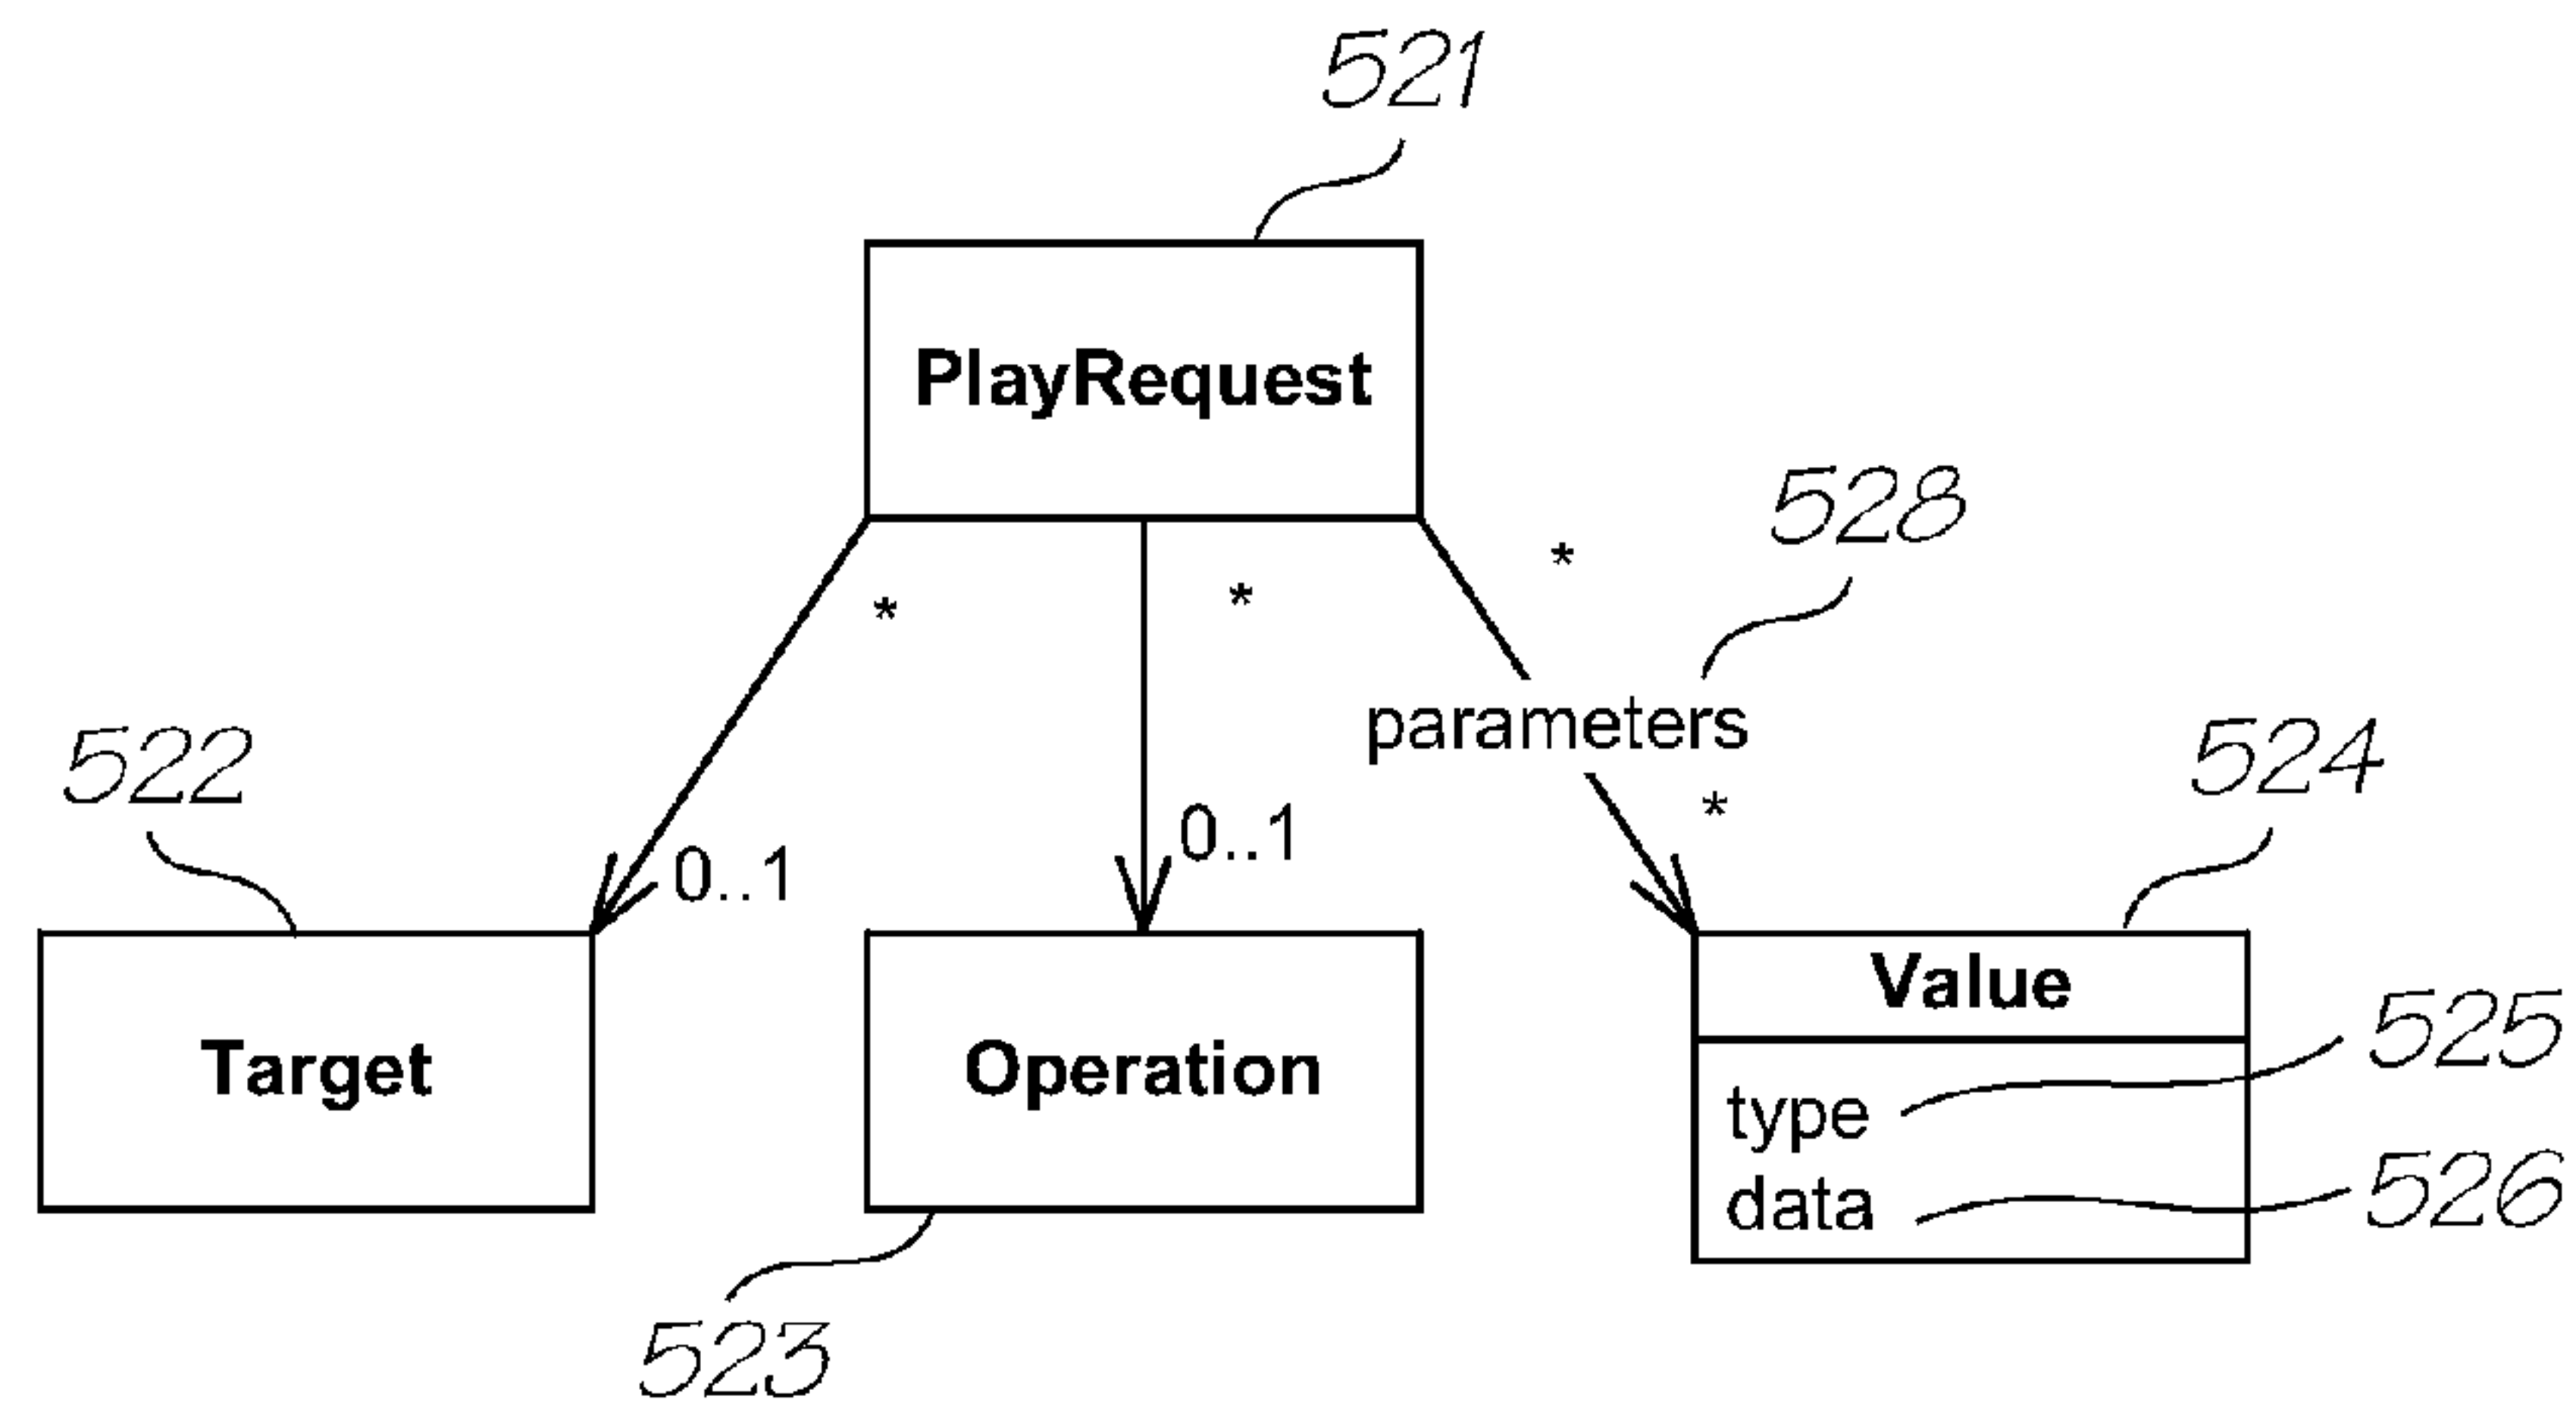 521
PlayRequest
528
*
*
*
parameters
522
524
*
0..1
0..1
Value
525
Target
Operation
type
data
526
523